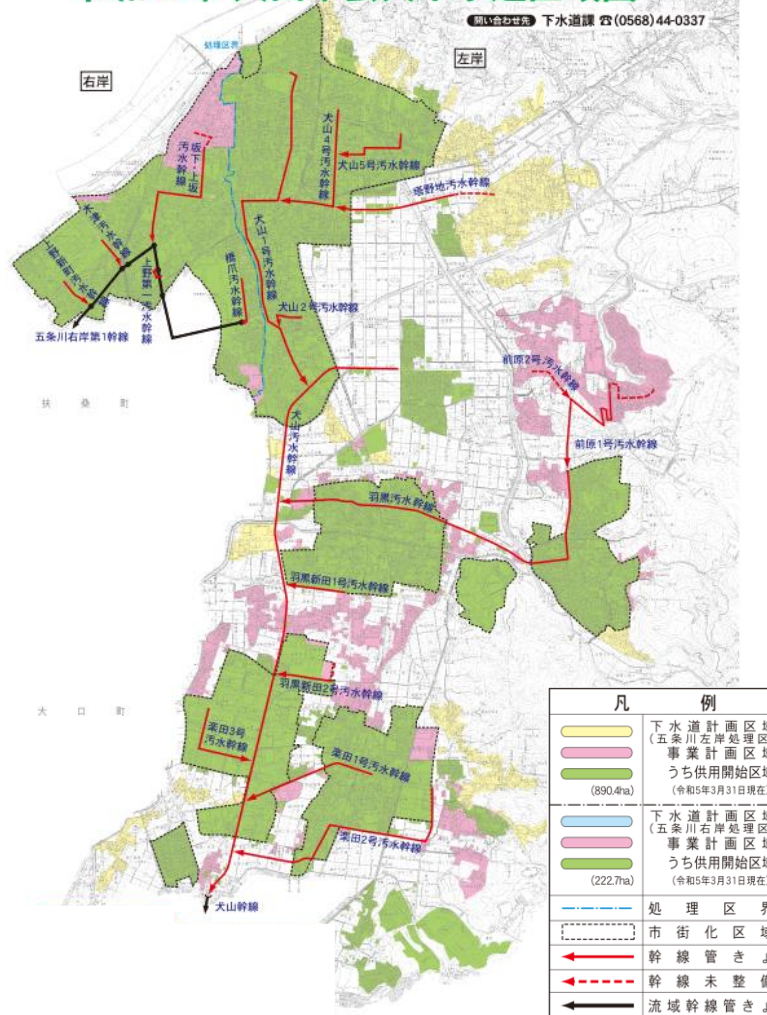 問い合わせ先 下水道課 ☎(0568)44-0337
処理区界
右岸
左岸
犬山4号汚水幹線
犬山5号汚水幹線
坂下・上坂
汚水幹線
塔野地汚水幹線
木津汚水幹線
上野新町汚水幹線
上野第一汚水幹線
橋爪汚水幹線
犬山1号汚水幹線
犬山2号汚水幹線
五条川右岸第1幹線
前原2号汚水幹線
扶桑町
犬山汚水幹線
前原1号汚水幹線
羽黒汚水幹線
羽黒新田1号汚水幹線
羽黒新田2号汚水幹線
大口町
楽田3号
汚水幹線
楽田1号汚水幹線
楽田2号汚水幹線
犬山幹線
凡例
下水道計画区域
(五条川左岸処理区
事業計画区域
うち供用開始区域
(890.4ha) (令和5年3月31日現在)
下水道計画区域
(五条川右岸処理区
事業計画区域
うち供用開始区域
(222.7ha) (令和5年3月31日現在)
処理区界
市街化区域
幹線管きょ
幹線未整備
流域幹線管きょ